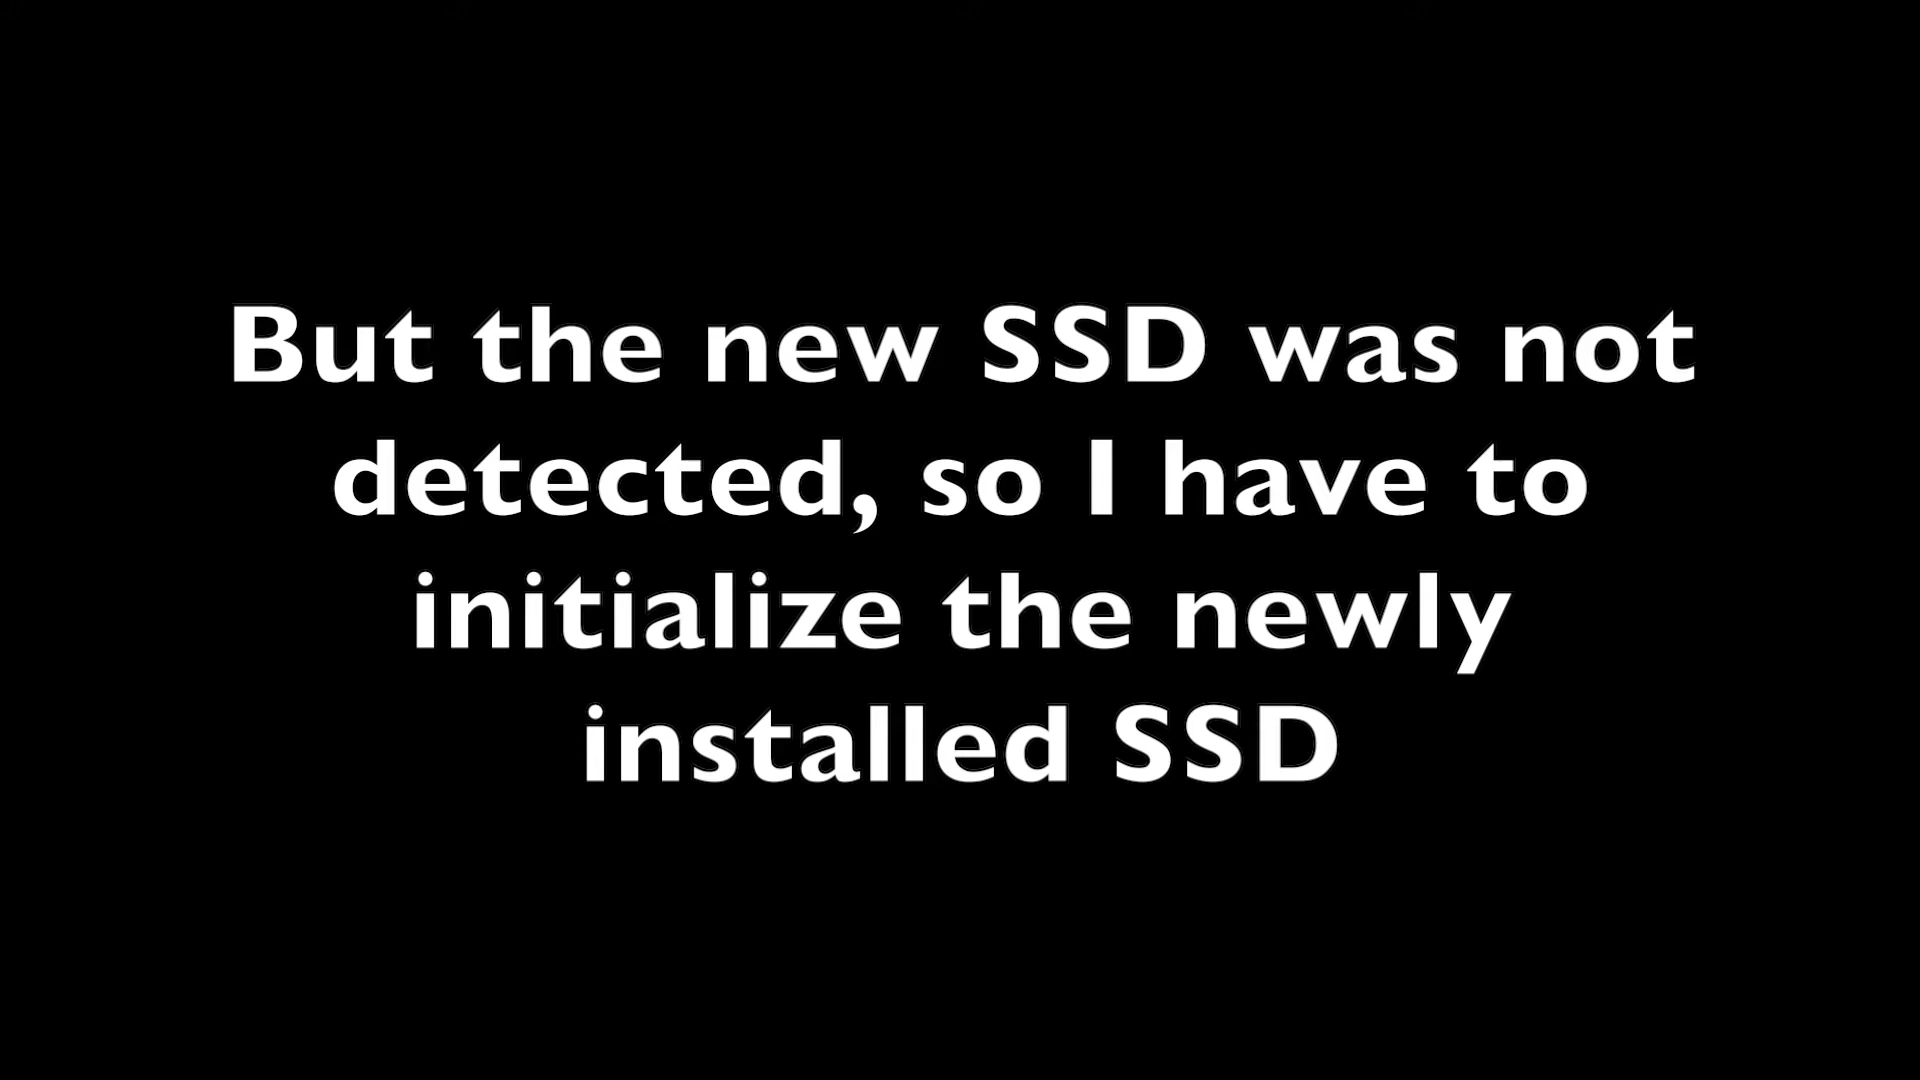 But the new SSD was not
detected, so I have to
initialize the newly
installed SSD